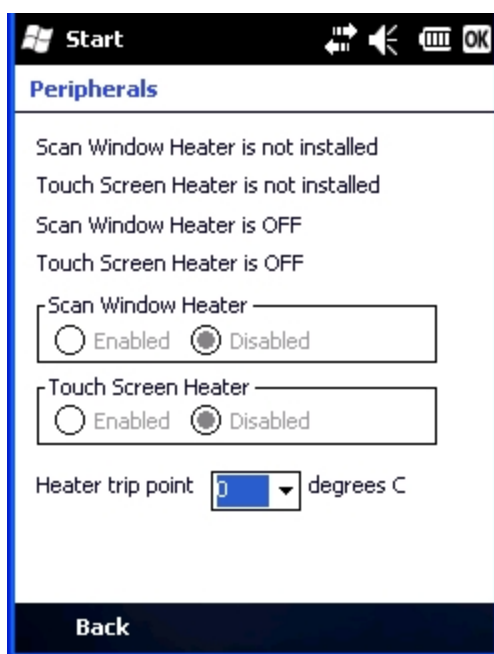 Start OK
Peripherals
Scan Window Heater is not installed
Touch Screen Heater is not installed
Scan Window Heater is OFF
Touch Screen Heater is OFF
Scan Window Heater
Enabled Disabled
Touch Screen Heater
Enabled Disabled
Heater trip point 0 degrees C
Back